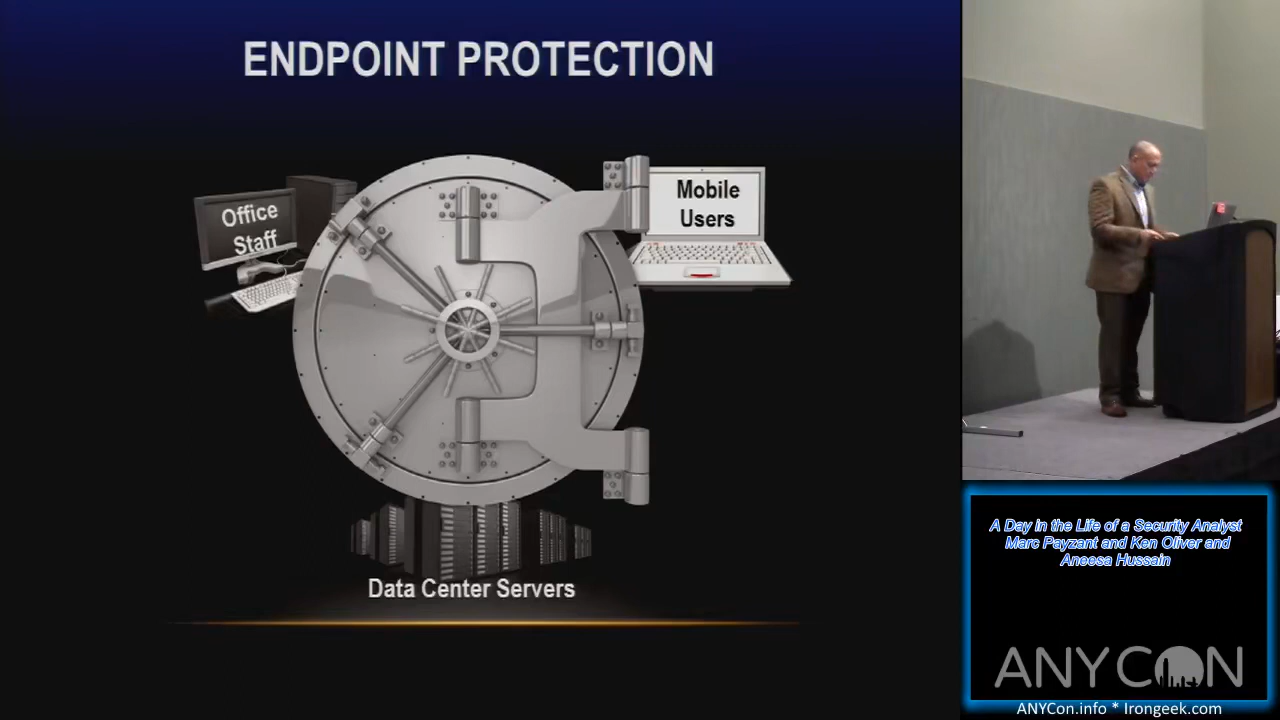 ENDPOINT PROTECTION
Office
Staff
Mobile
Users
Data Center Servers
A Day in the Life of a Security Analyst
Marc Payzant and Ken Oliver and
Aneesa Hussain
ANYCON
ANYCon.info * Irongeek.com